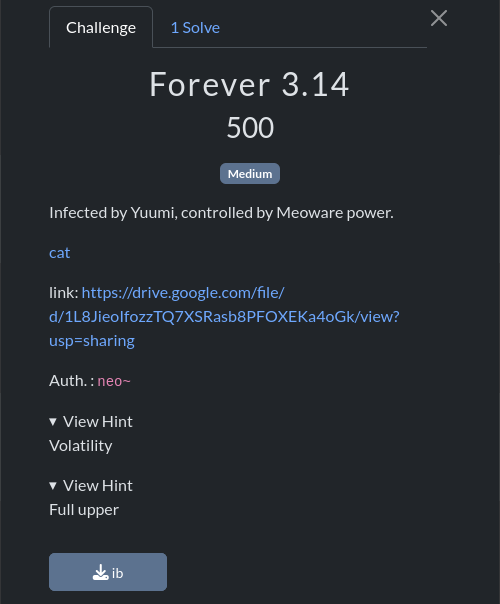 Challenge
1 Solve
Forever 3.14
500
Medium
Infected by Yuumi, controlled by Meoware power.
cat
link: https://drive.google.com/file/
d/1L8JieoIfozzTQ7XSRasb8PFOXEKa4oGk/view?
usp=sharing
Auth. : neo~
▾ View Hint
Volatility
▾ View Hint
Full upper
ib